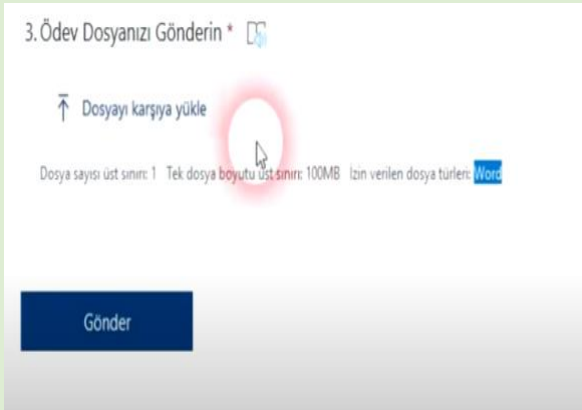 3. Ödev Dosyanızı Gönderin *
Dosyayı karşıya yükle
Dosya sayısı üst sınırı: 1 Tek dosya boyutu üst sınırı: 100MB İzin verilen dosya türleri: Word
Gönder